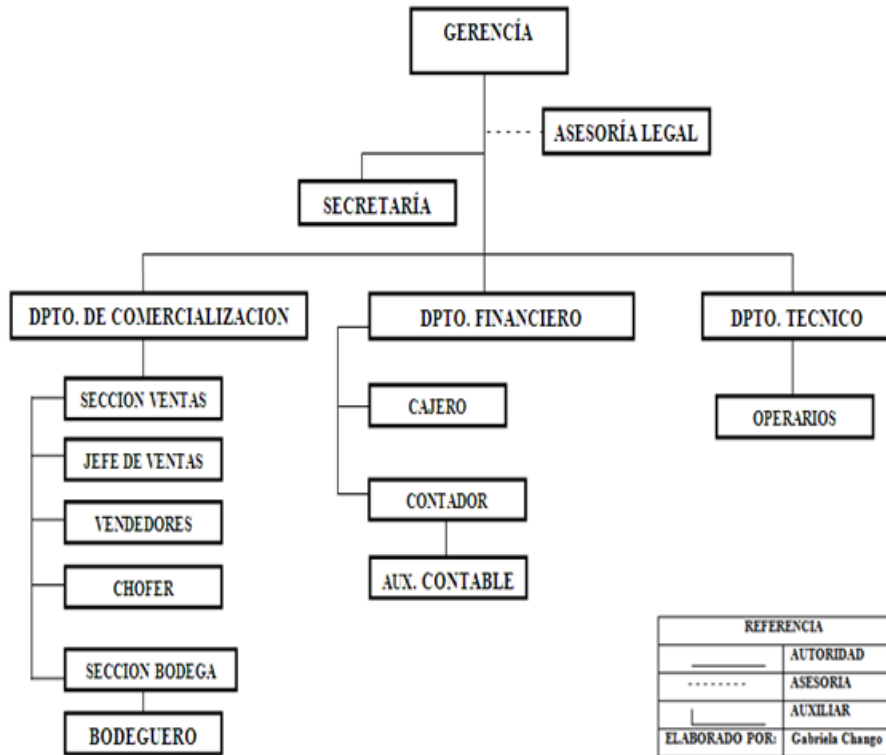 GERENCÍA
ASESORÍA LEGAL
SECRETARÍA
DPTO. DE COMERCIALIZACION
DPTO. FINANCIERO
DPTO. TECNICO
SECCION VENTAS
JEFE DE VENTAS
VENDEDORES
CHOFER
SECCION BODEGA
BODEGUERO
CAJERO
CONTADOR
AUX. CONTABLE
OPERARIOS
REFERENCIA
AUTORIDAD
ASESORIA
AUXILIAR
ELABORADO POR: Gabriela Chango